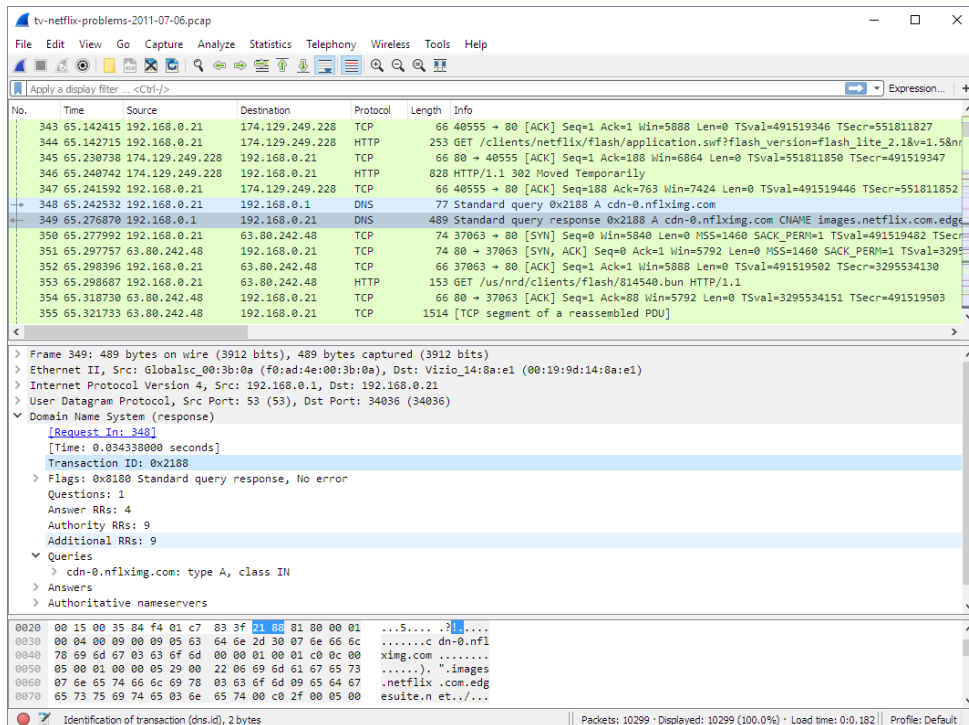 tv-netflix-problems-2011-07-06.pcap
File Edit View Go Capture Analyze Statistics Telephony Wireless Tools Help
Apply a display filter ... <Ctrl-/> Expression... +
No. Time Source Destination Protocol Length Info
343 65.142415 192.168.0.21 174.129.249.228 TCP 66 40555 → 80 [ACK] Seq=1 Ack=1 Win=5888 Len=0 TSval=491519346 TSecr=551811827
344 65.142715 192.168.0.21 174.129.249.228 HTTP 253 GET /clients/netflix/flash/application.swf?flash_version=flash_lite_2.1&v=1.5&nr
345 65.230738 174.129.249.228 192.168.0.21 TCP 66 80 → 40555 [ACK] Seq=1 Ack=188 Win=6864 Len=0 TSval=551811850 TSecr=491519347
346 65.240742 174.129.249.228 192.168.0.21 HTTP 828 HTTP/1.1 302 Moved Temporarily
347 65.241592 192.168.0.21 174.129.249.228 TCP 66 40555 → 80 [ACK] Seq=188 Ack=763 Win=7424 Len=0 TSval=491519446 TSecr=551811852
348 65.242532 192.168.0.21 192.168.0.1 DNS 77 Standard query 0x2188 A cdn-0.nflximg.com
349 65.276870 192.168.0.1 192.168.0.21 DNS 489 Standard query response 0x2188 A cdn-0.nflximg.com CNAME images.netflix.com.edge
350 65.277992 192.168.0.21 63.80.242.48 TCP 74 37063 → 80 [SYN] Seq=0 Win=5840 Len=0 MSS=1460 SACK_PERM=1 TSval=491519482 TSecr
351 65.297757 63.80.242.48 192.168.0.21 TCP 74 80 → 37063 [SYN, ACK] Seq=0 Ack=1 Win=5792 Len=0 MSS=1460 SACK_PERM=1 TSval=3295
352 65.298396 192.168.0.21 63.80.242.48 TCP 66 37063 → 80 [ACK] Seq=1 Ack=1 Win=5888 Len=0 TSval=491519502 TSecr=3295534130
353 65.298687 192.168.0.21 63.80.242.48 HTTP 153 GET /us/nrd/clients/flash/814540.bun HTTP/1.1
354 65.318730 63.80.242.48 192.168.0.21 TCP 66 80 → 37063 [ACK] Seq=1 Ack=88 Win=5792 Len=0 TSval=3295534151 TSecr=491519503
355 65.321733 63.80.242.48 192.168.0.21 TCP 1514 [TCP segment of a reassembled PDU]
Frame 349: 489 bytes on wire (3912 bits), 489 bytes captured (3912 bits)
Ethernet II, Src: Globalsc_00:3b:0a (f0:ad:4e:00:3b:0a), Dst: Vizio_14:8a:e1 (00:19:9d:14:8a:e1)
Internet Protocol Version 4, Src: 192.168.0.1, Dst: 192.168.0.21
User Datagram Protocol, Src Port: 53 (53), Dst Port: 34036 (34036)
Domain Name System (response)
[Request In: 348]
[Time: 0.034338000 seconds]
Transaction ID: 0x2188
Flags: 0x8180 Standard query response, No error
Questions: 1
Answer RRs: 4
Authority RRs: 9
Additional RRs: 9
Queries
cdn-0.nflximg.com: type A, class IN
Answers
Authoritative nameservers
0020 00 15 00 35 84 f4 01 c7 83 3f 21 88 81 80 00 01 ...5.... .?!.....
0030 00 04 00 09 00 09 05 63 64 6e 2d 30 07 6e 66 6c .......c dn-0.nfl
0040 78 69 6d 67 03 63 6f 6d 00 00 01 00 01 c0 0c 00 ximg.com ........
0050 05 00 01 00 00 05 29 00 22 06 69 6d 61 67 65 73 ......). ".images
0060 07 6e 65 74 66 6c 69 78 03 63 6f 6d 09 65 64 67 .netflix .com.edg
0070 65 73 75 69 74 65 03 6e 65 74 00 c0 2f 00 05 00 esuite.n et../...
Identification of transaction (dns.id), 2 bytes Packets: 10299 · Displayed: 10299 (100.0%) · Load time: 0:0.182 Profile: Default